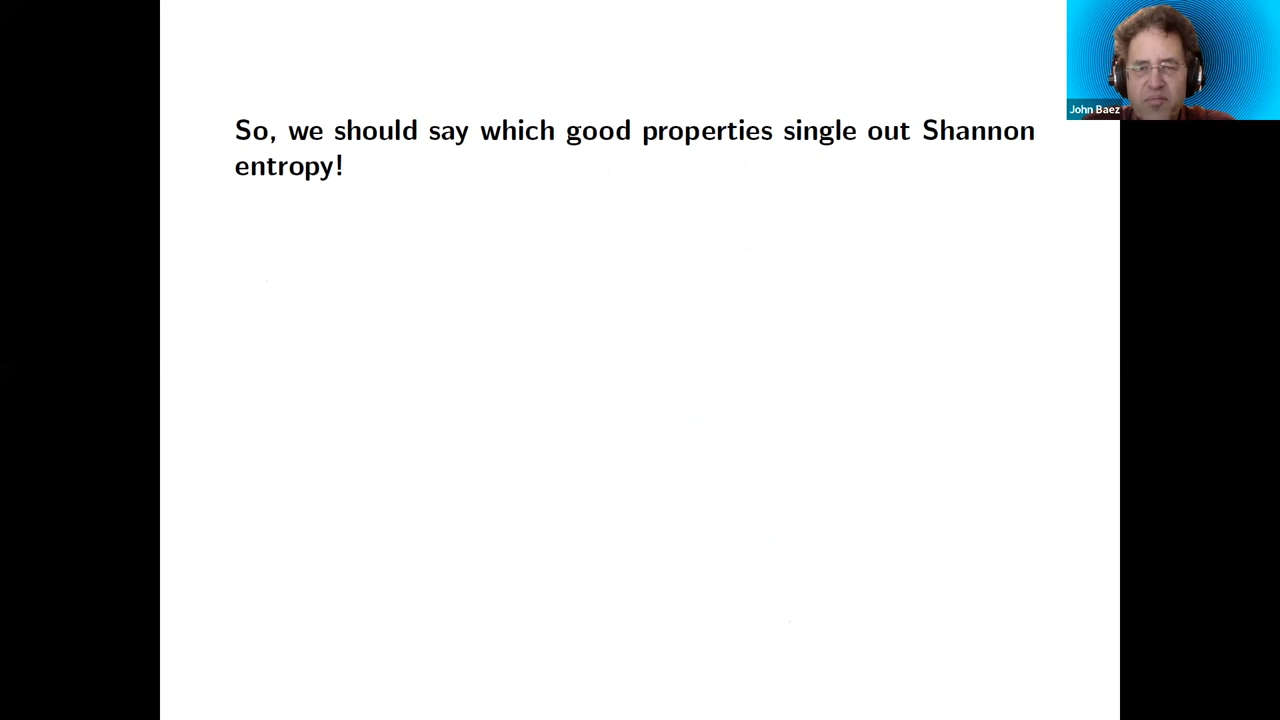 John Baez
So, we should say which good properties single out Shannon
entropy!